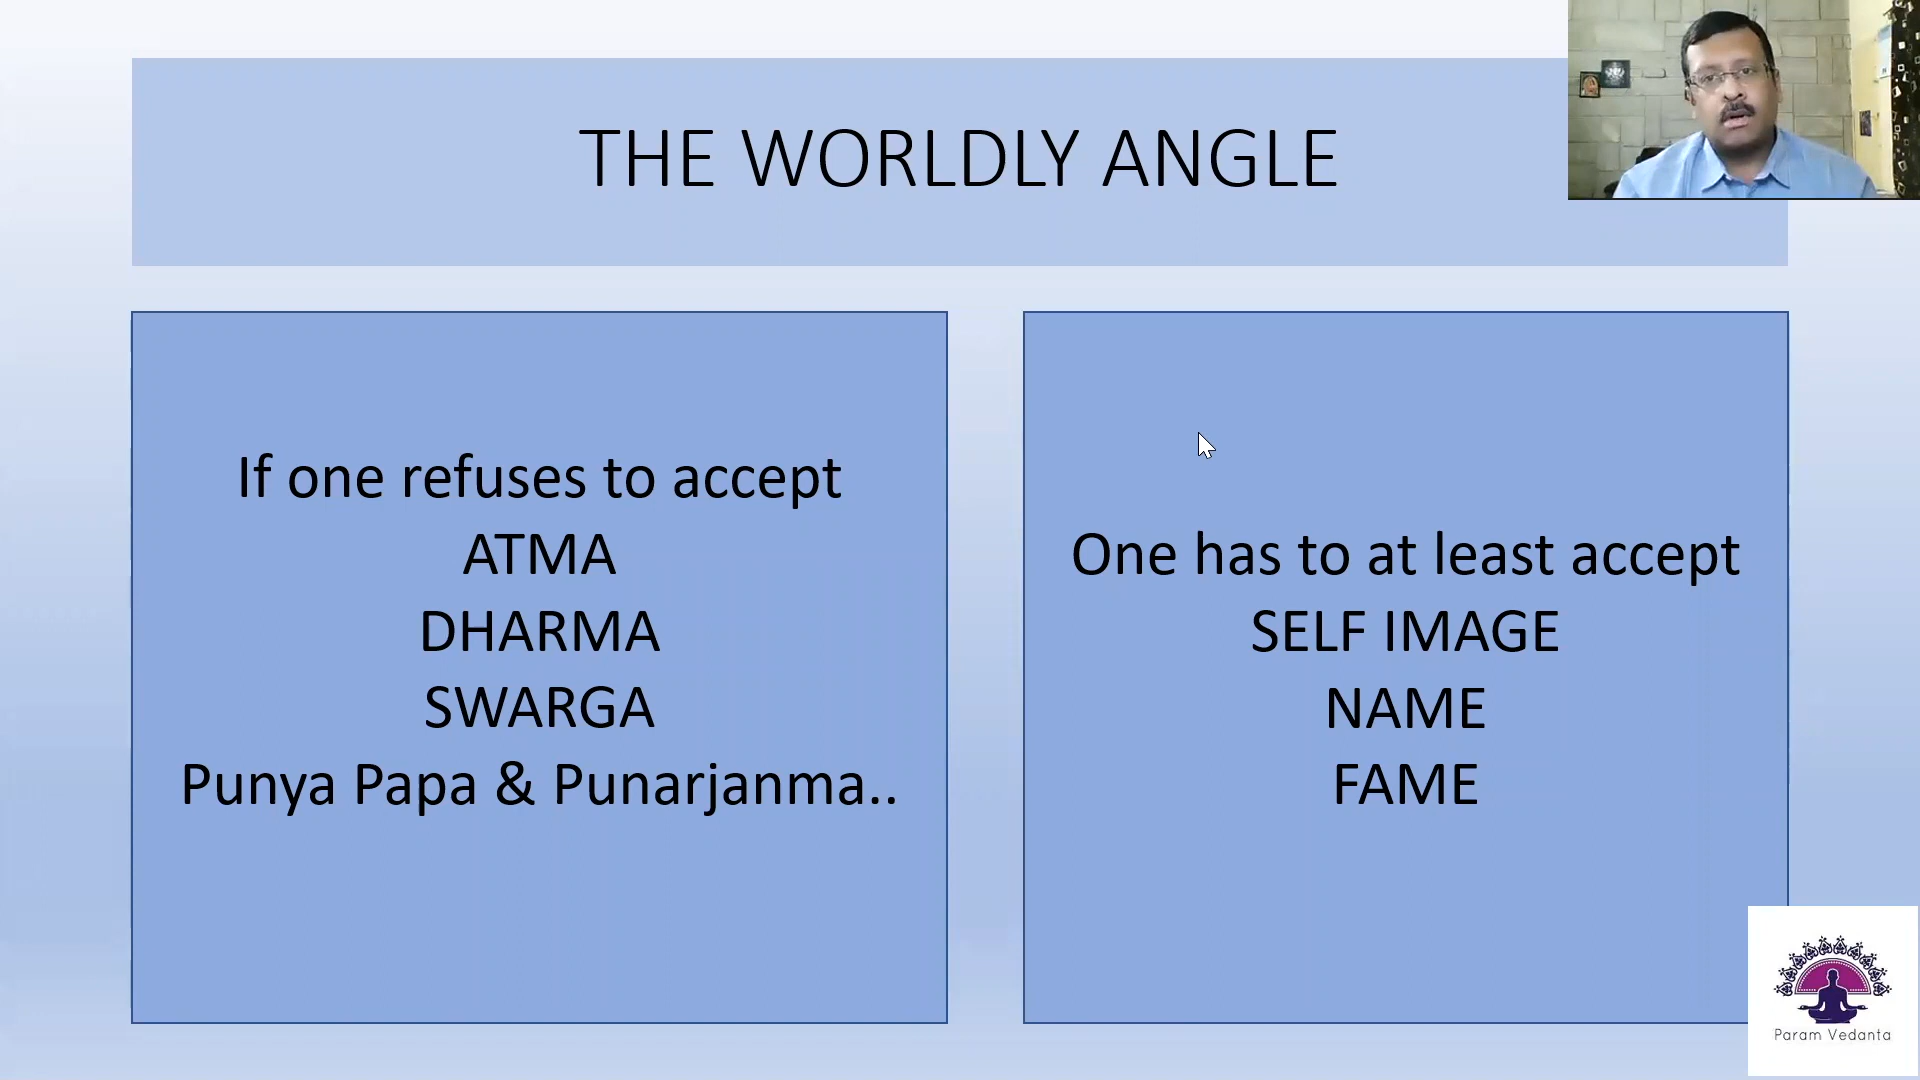 THE WORLDLY ANGLE
If one refuses to accept
ATMA
DHARMA
SWARGA
Punya Papa & Punarjanma..
One has to at least accept
SELF IMAGE
NAME
FAME
Param Vedanta